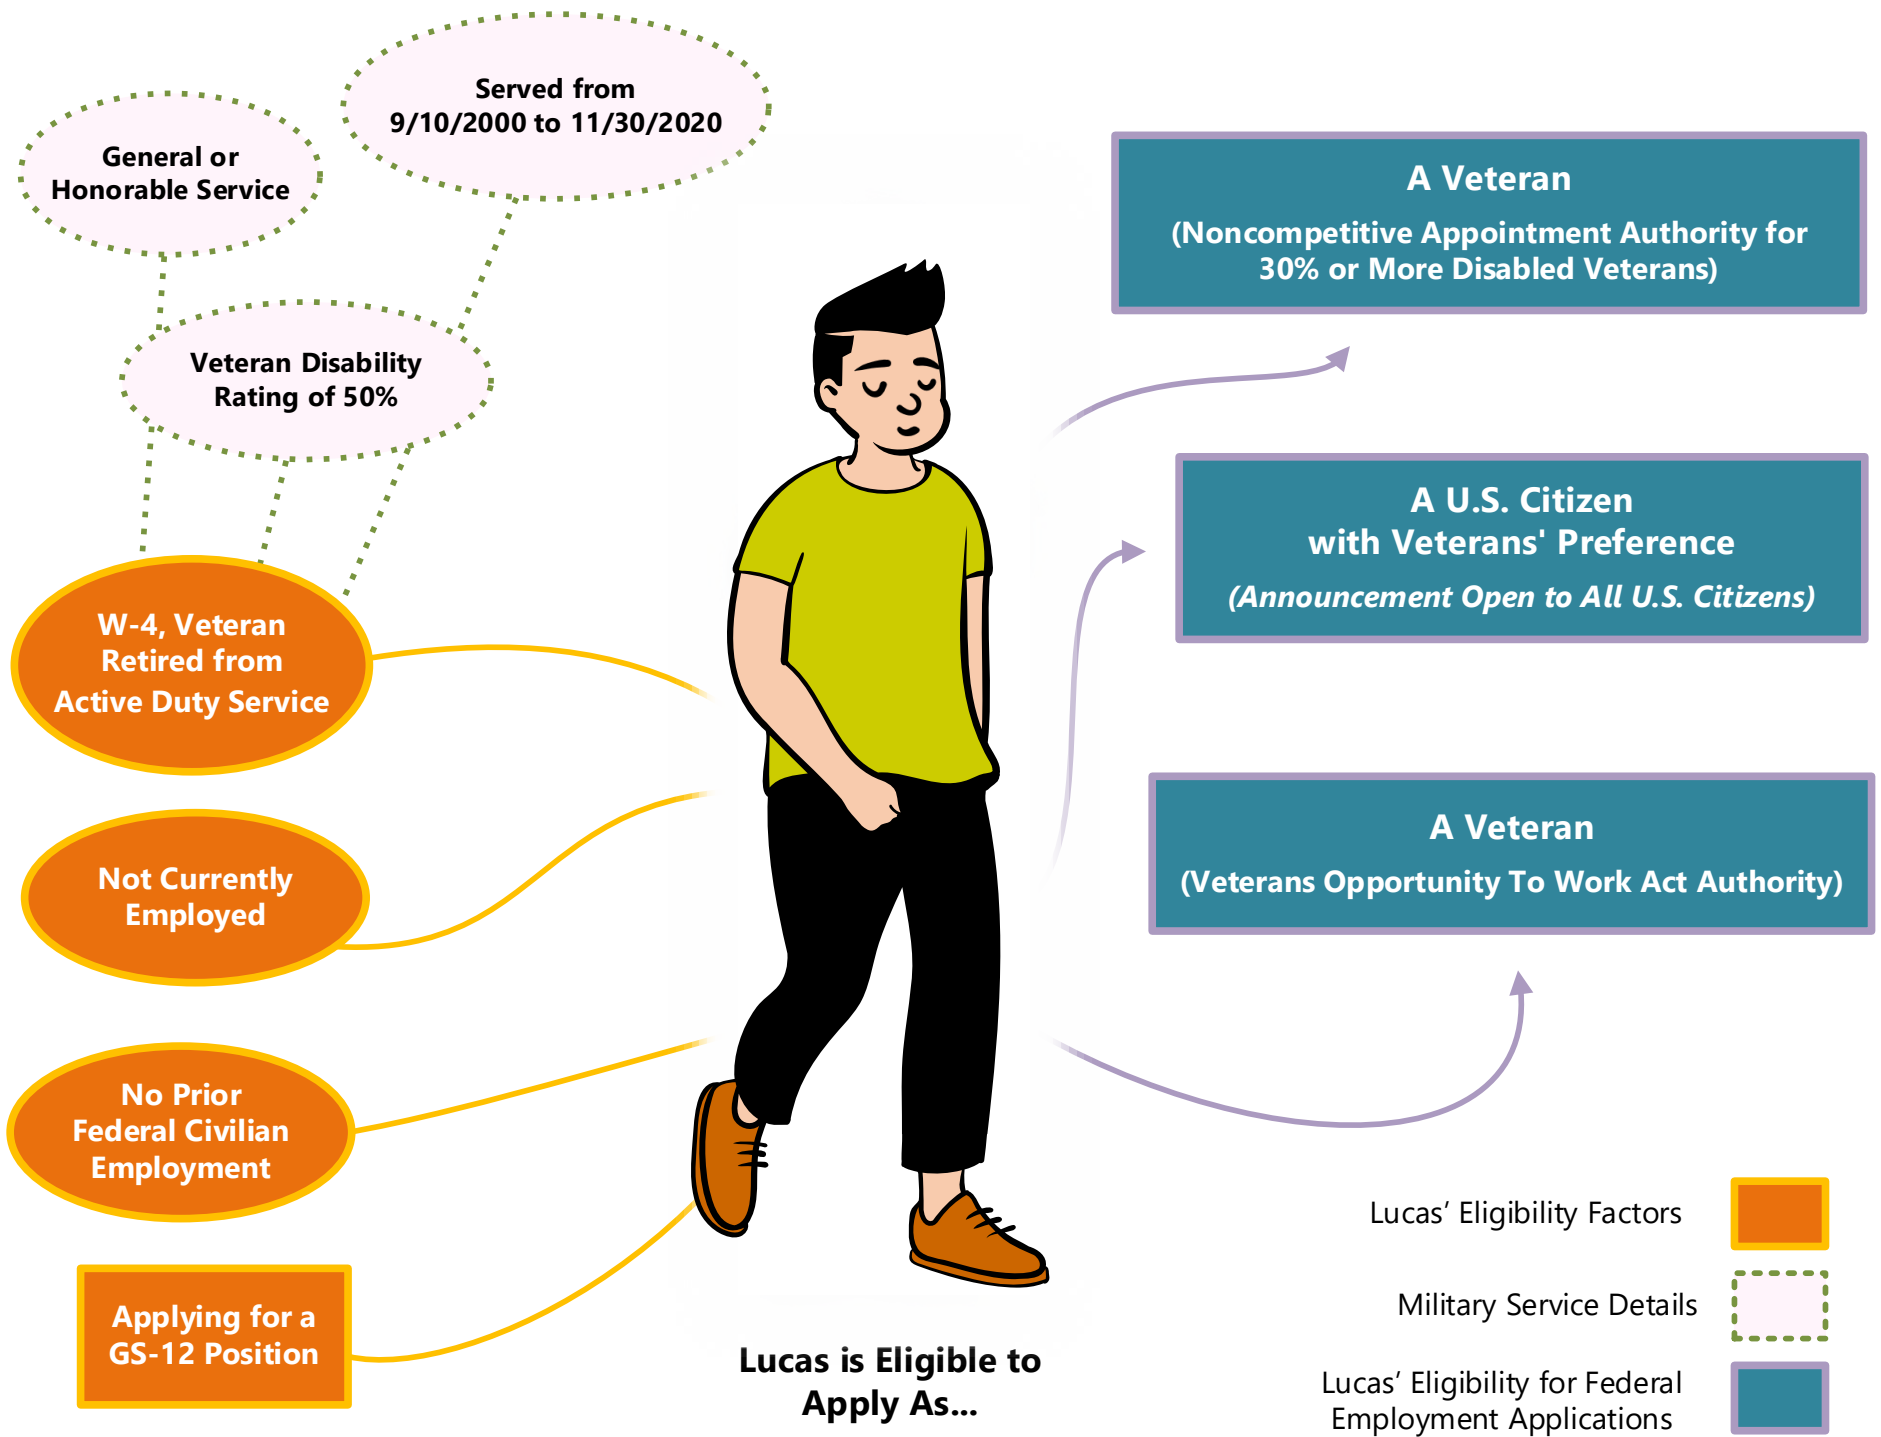 Served from
9/10/2000 to 11/30/2020
General or
Honorable Service
Veteran Disability
Rating of 50%
W-4, Veteran
Retired from
Active Duty Service
Not Currently
Employed
No Prior
Federal Civilian
Employment
Applying for a
GS-12 Position
Lucas is Eligible to
Apply As...
A Veteran
(Noncompetitive Appointment Authority for
30% or More Disabled Veterans)
A U.S. Citizen
with Veterans' Preference
(Announcement Open to All U.S. Citizens)
A Veteran
(Veterans Opportunity To Work Act Authority)
Lucas’ Eligibility Factors
Military Service Details
Lucas’ Eligibility for Federal
Employment Applications